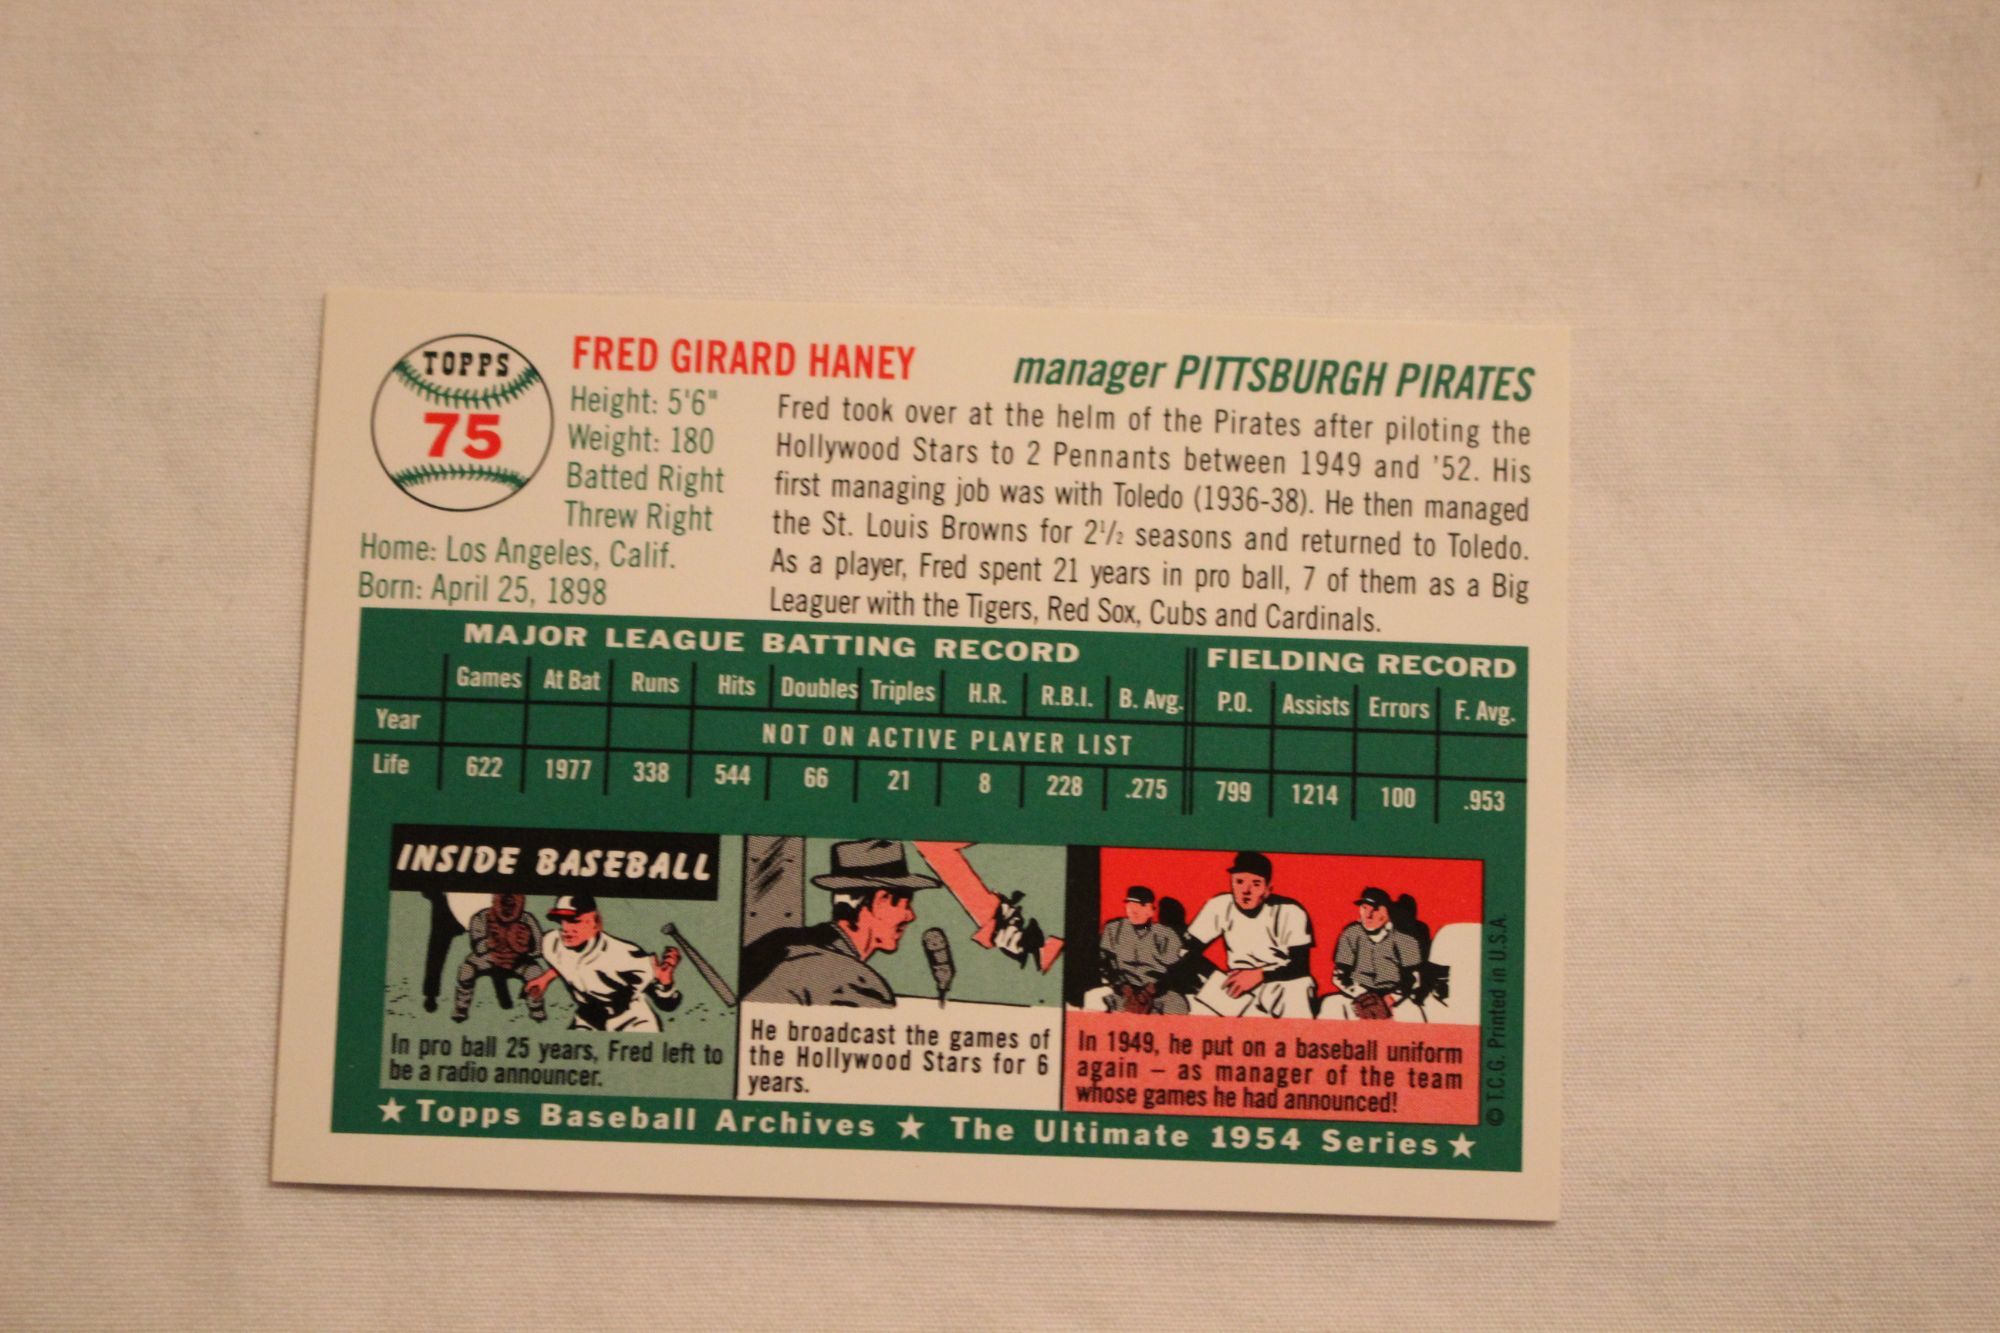 TOPPS
75
FRED GIRARD HANEY
manager PITTSBURGH PIRATES
Height: 5'6"
Weight: 180
Batted Right
Threw Right
Home: Los Angeles, Calif.
Born: April 25, 1898
Fred took over at the helm of the Pirates after piloting the
Hollywood Stars to 2 Pennants between 1949 and '52. His
first managing job was with Toledo (1936-38). He then managed
the St. Louis Browns for 2 1/2 seasons and returned to Toledo.
As a player, Fred spent 21 years in pro ball, 7 of them as a Big
Leaguer with the Tigers, Red Sox, Cubs and Cardinals.
MAJOR LEAGUE BATTING RECORD FIELDING RECORD
Games At Bat Runs Hits Doubles Triples H.R. R.B.I. B. Avg. P.O. Assists Errors F. Avg.
Year NOT ON ACTIVE PLAYER LIST
Life 622 1977 338 544 66 21 8 228 .275 799 1214 100 .953
INSIDE BASEBALL
In pro ball 25 years, Fred left to
be a radio announcer.
He broadcast the games of
the Hollywood Stars for 6
years.
In 1949, he put on a baseball uniform
again – as manager of the team
whose games he had announced!
© T.C.G. Printed in U.S.A.
★ Topps Baseball Archives ★ The Ultimate 1954 Series ★